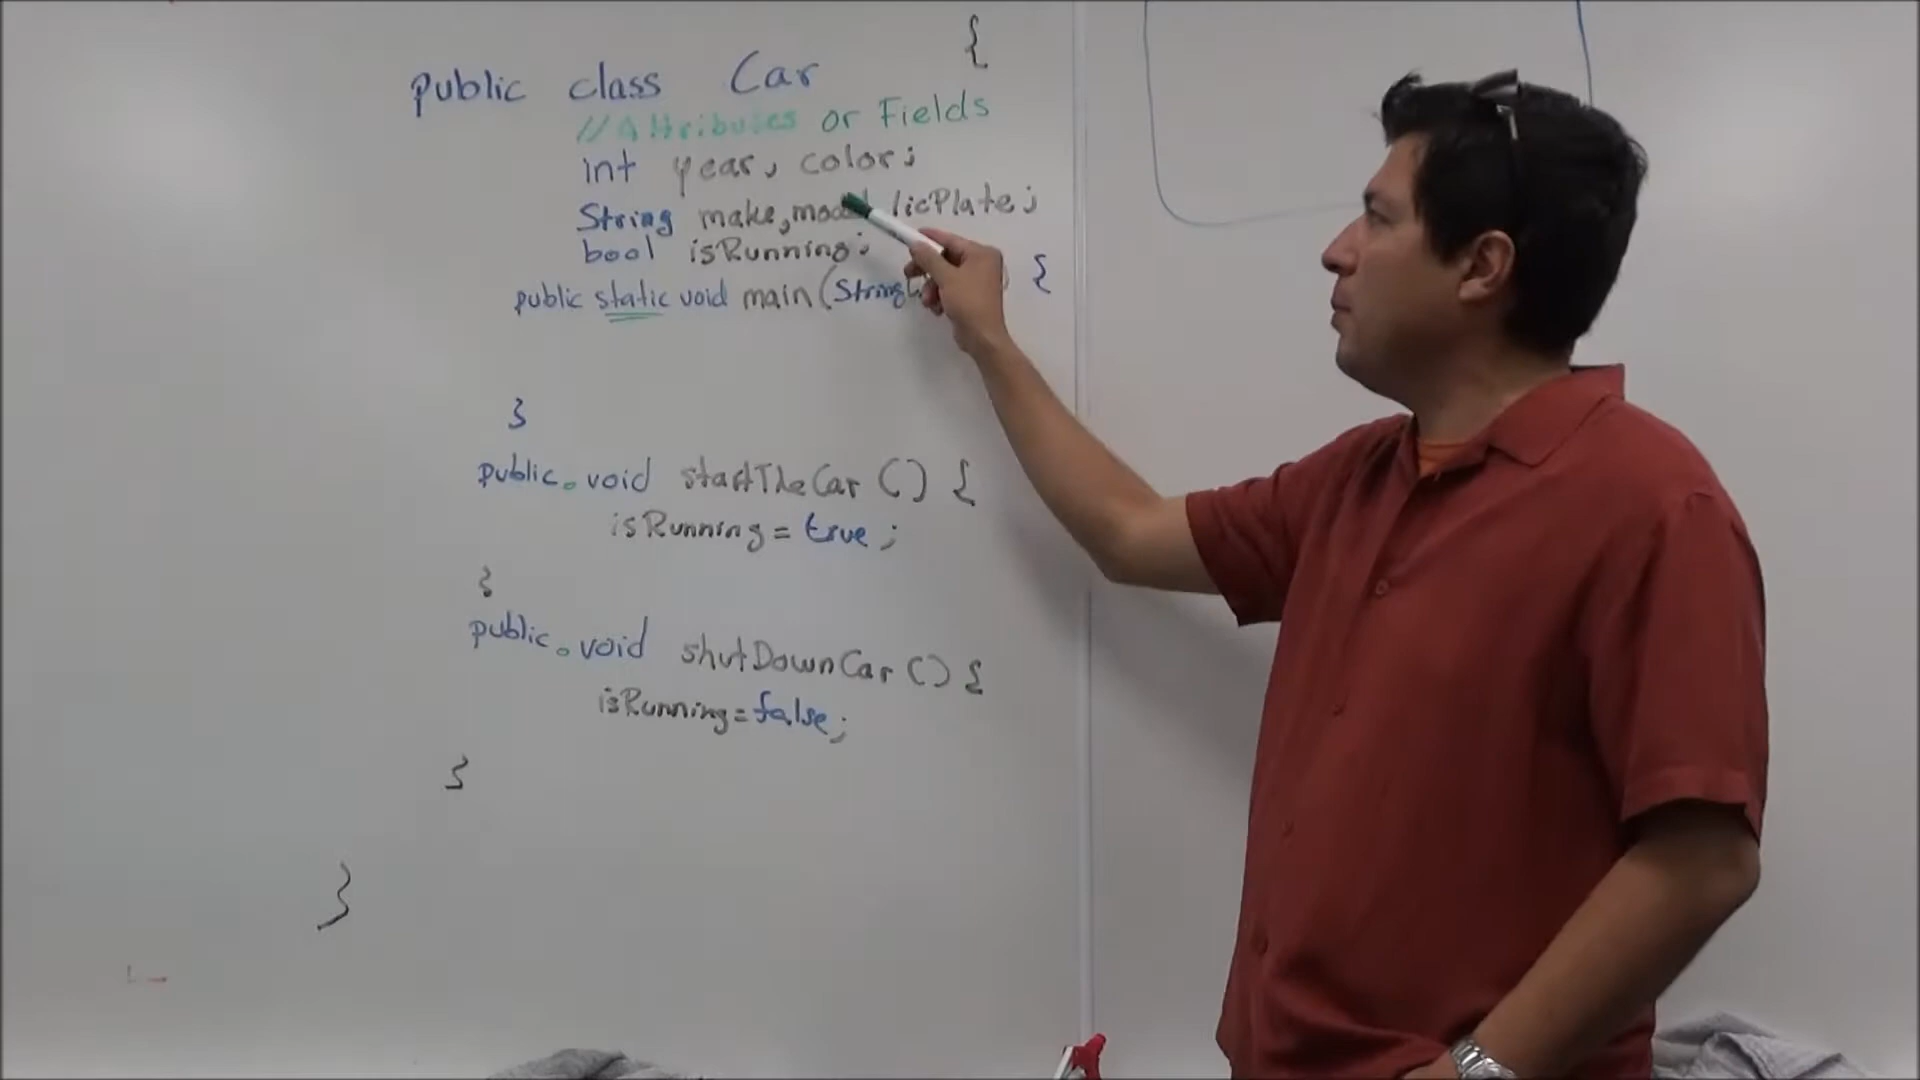 public class Car {
//Attributes or Fields
int year, color;
String make, licPlate;
bool isRunning;
public static void main(String {
}
public void startTheCar () {
isRunning = true;
}
public void shutDownCar () {
isRunning = false;
}
}